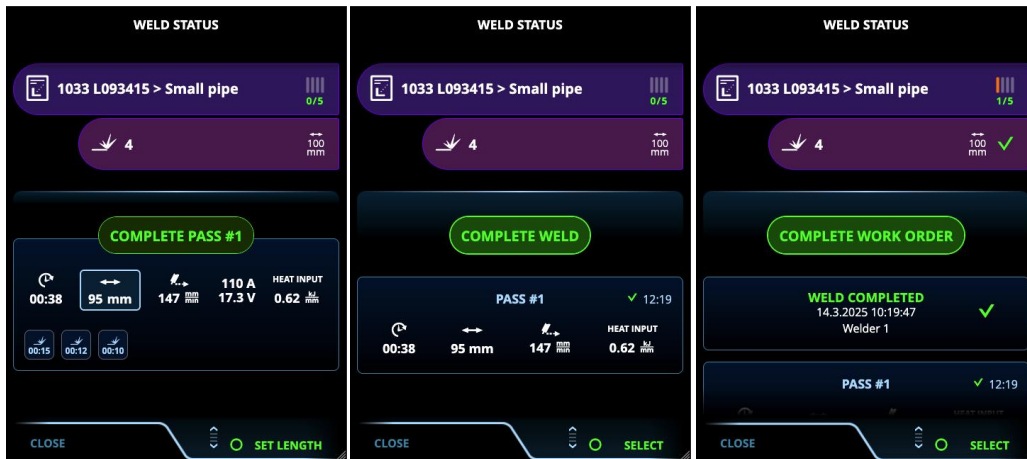 WELD STATUS
1033 L093415 > Small pipe
0/5
4
100
mm
COMPLETE PASS #1
00:38
95 mm
147 mm/min
110 A
17.3 V
HEAT INPUT
0.62 kJ/mm
00:15
00:12
00:10
CLOSE
SET LENGTH
WELD STATUS
1033 L093415 > Small pipe
0/5
4
100
mm
COMPLETE WELD
PASS #1
12:19
00:38
95 mm
147 mm/min
HEAT INPUT
0.62 kJ/mm
CLOSE
SELECT
WELD STATUS
1033 L093415 > Small pipe
1/5
4
100
mm
COMPLETE WORK ORDER
WELD COMPLETED
14.3.2025 10:19:47
Welder 1
PASS #1
12:19
HEAT INPUT
CLOSE
SELECT